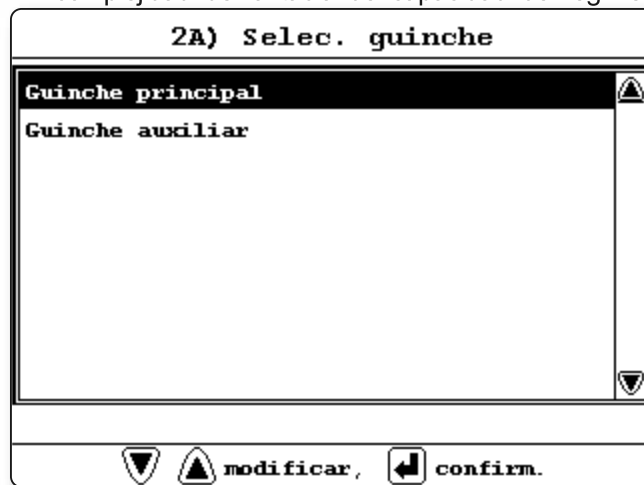 2A) Selec. guinche
Guinche principal
Guinche auxiliar
modificar, confirm.